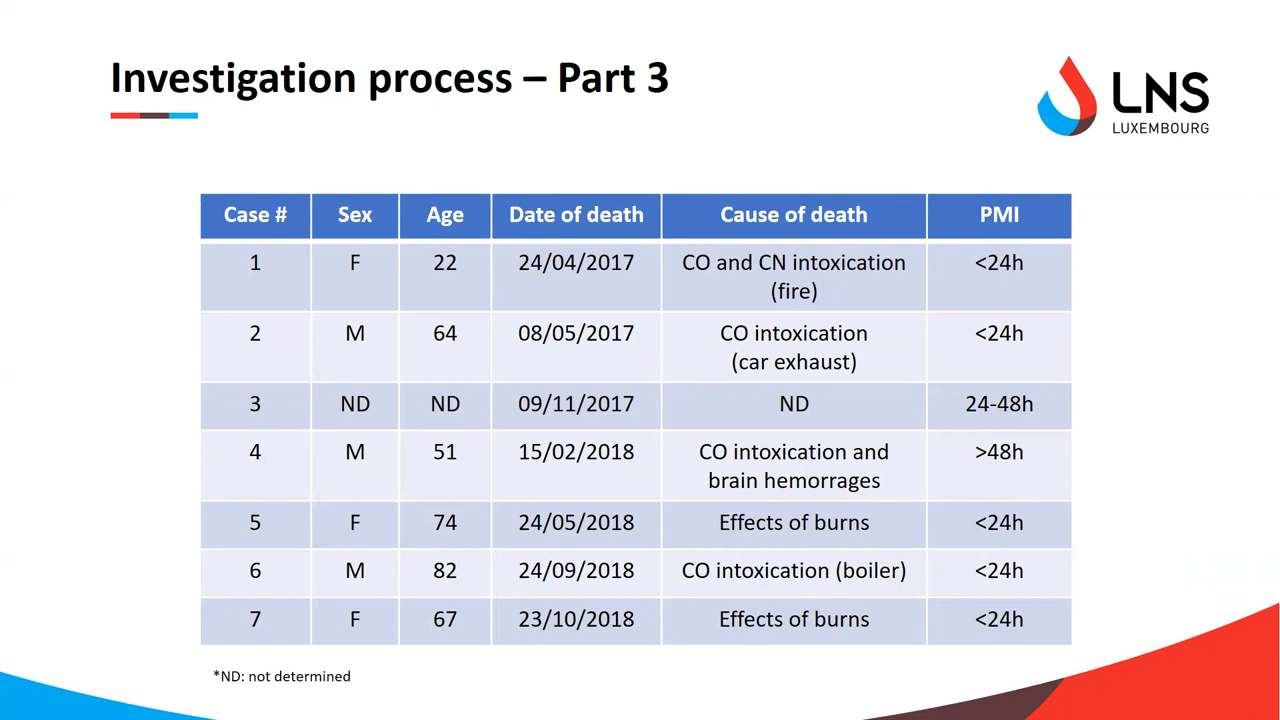 Investigation process – Part 3
LNS
LUXEMBOURG
Case # Sex Age Date of death Cause of death PMI
1 F 22 24/04/2017 CO and CN intoxication <24h
(fire)
2 M 64 08/05/2017 CO intoxication <24h
(car exhaust)
3 ND ND 09/11/2017 ND 24-48h
4 M 51 15/02/2018 CO intoxication and >48h
brain hemorrages
5 F 74 24/05/2018 Effects of burns <24h
6 M 82 24/09/2018 CO intoxication (boiler) <24h
7 F 67 23/10/2018 Effects of burns <24h
*ND: not determined